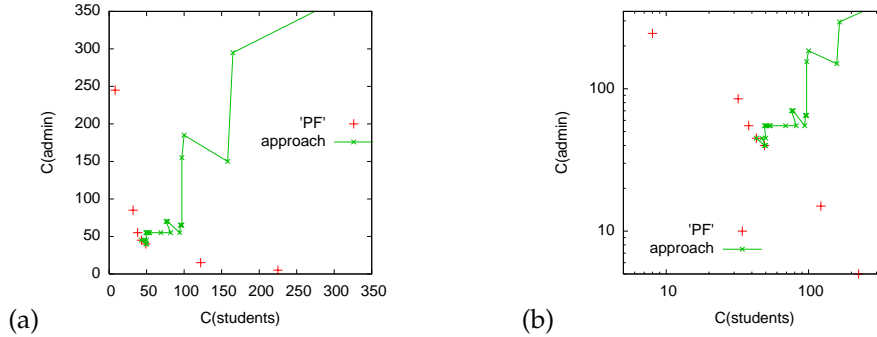 350
300
250
200
150
100
50
0
C(admin)
0 50 100 150 200 250 300 350
C(students)
'PF'
approach
(a)
100
10
C(admin)
10 100
C(students)
'PF'
approach
(b)